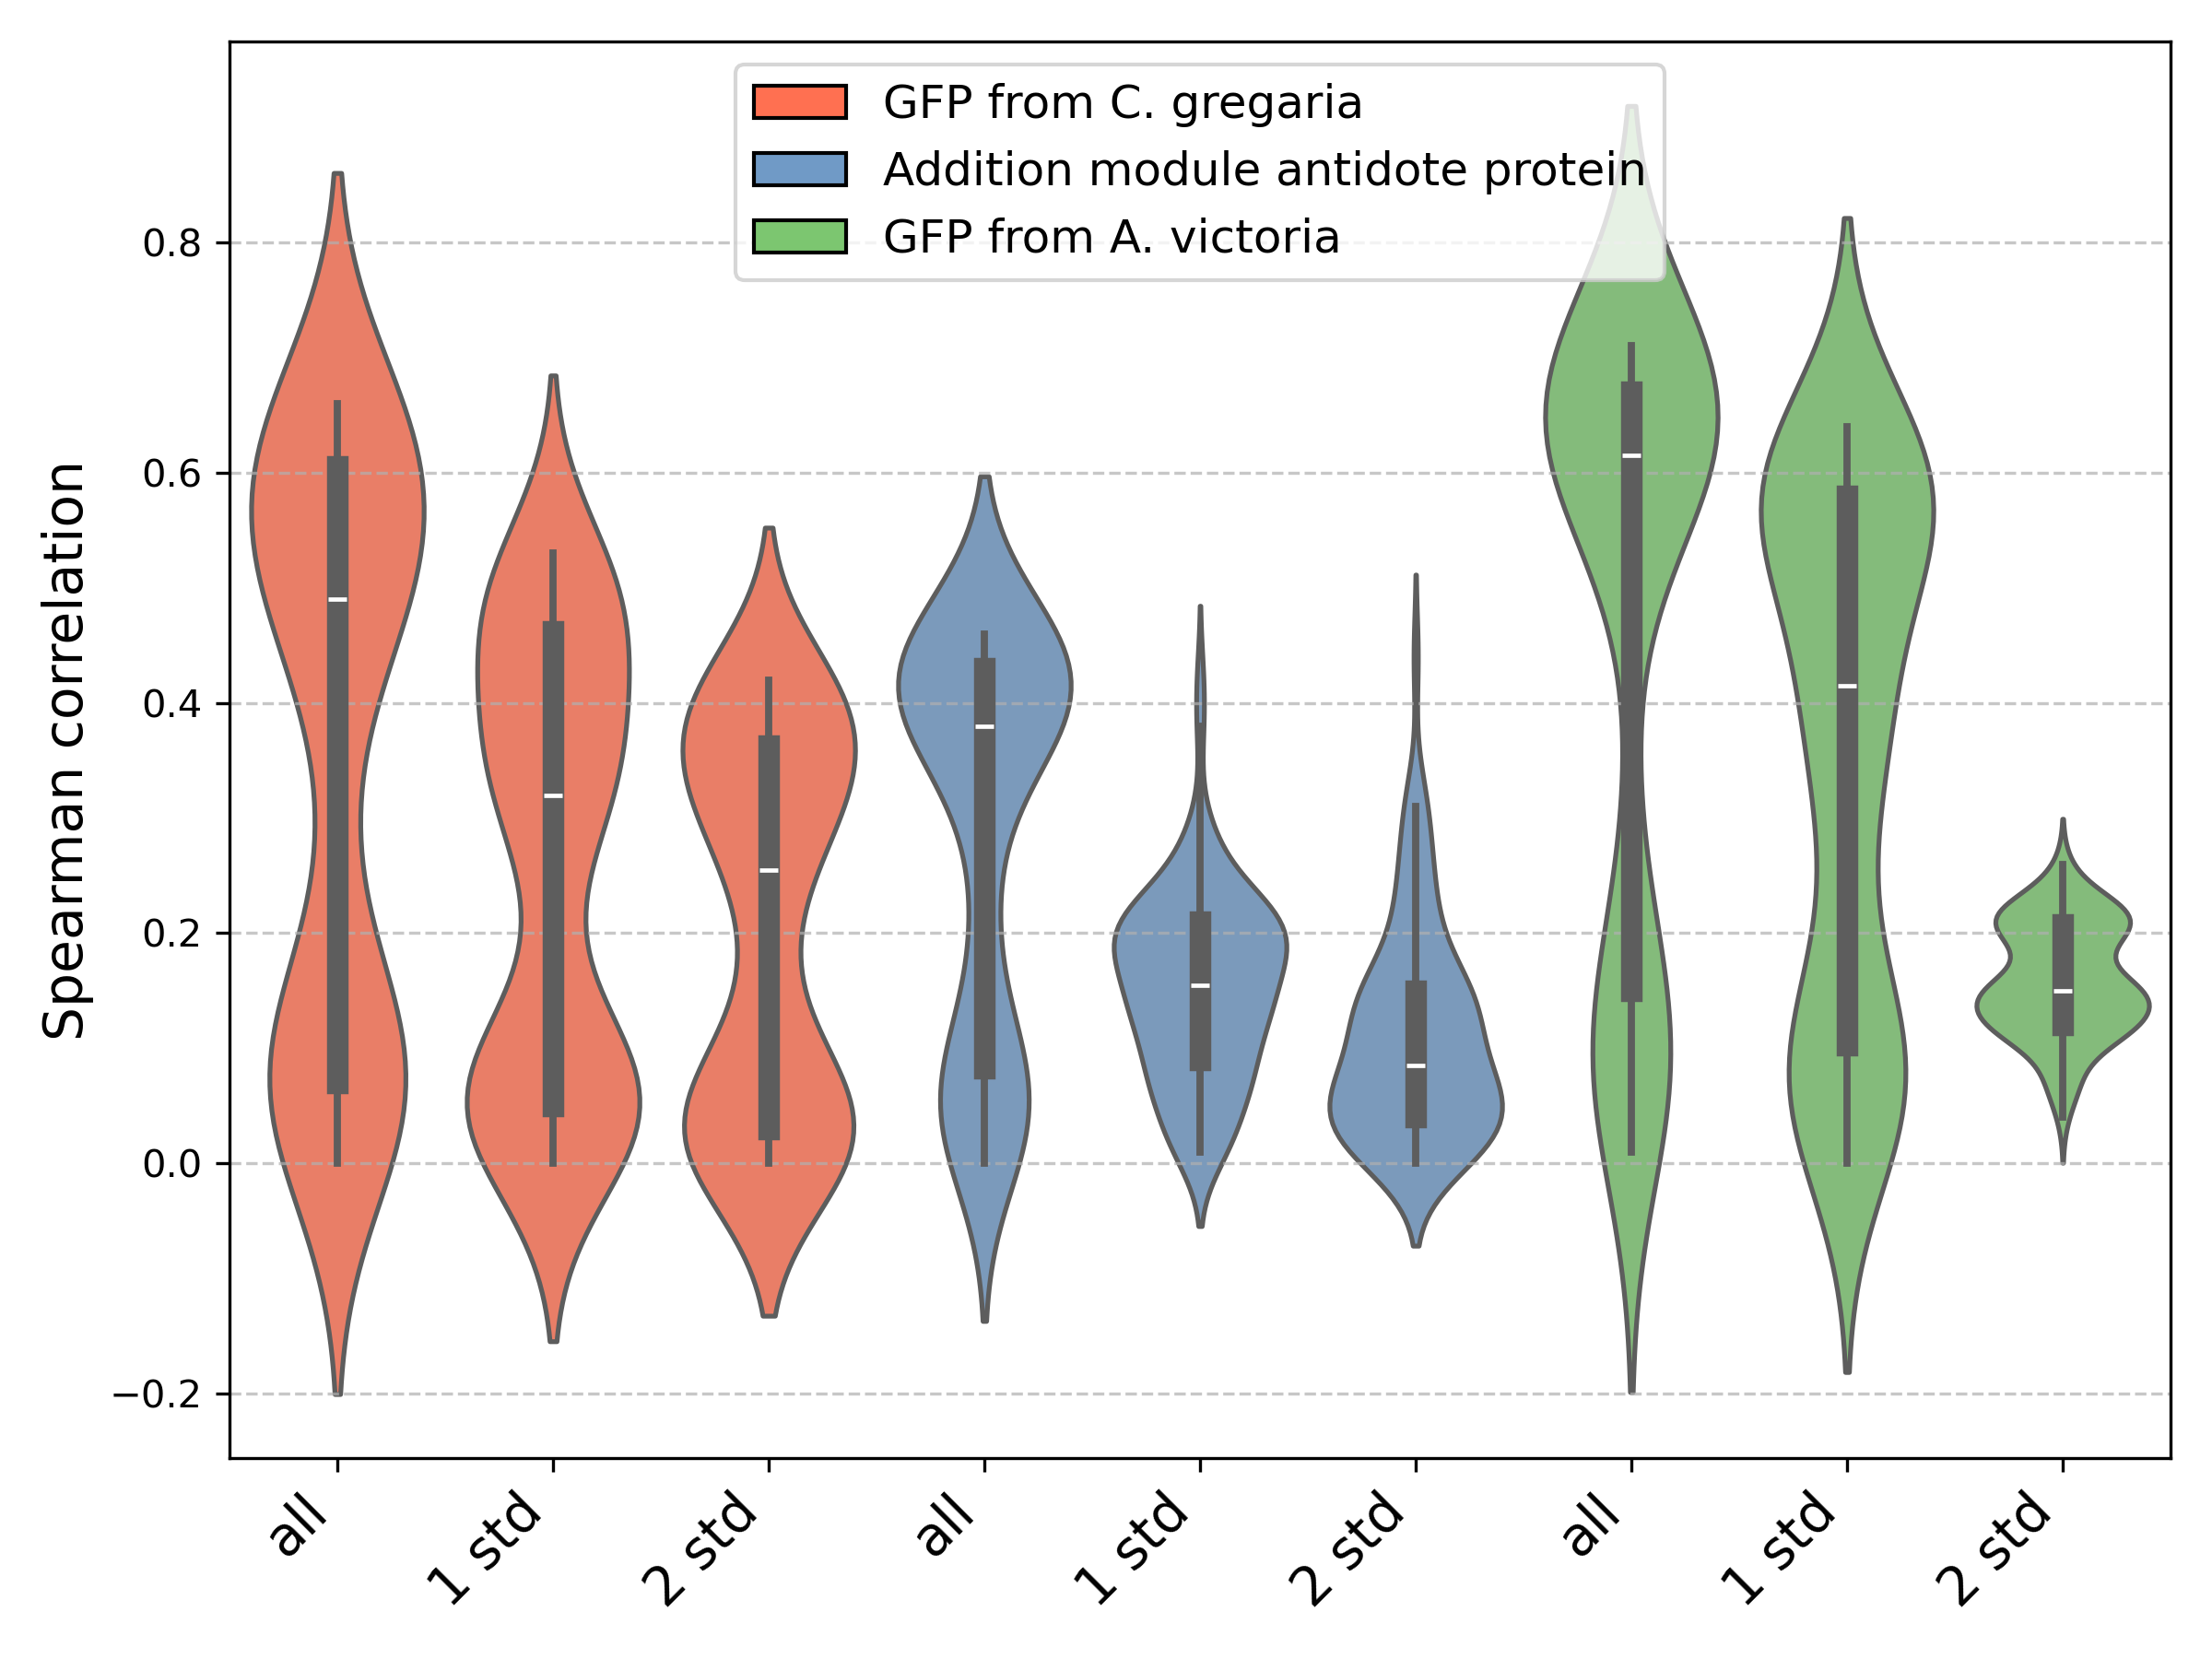 GFP from C. gregaria
Addition module antidote protein
GFP from A. victoria
Spearman correlation
0.8
0.6
0.4
0.2
0.0
−0.2
all
1 std
2 std
all
1 std
2 std
all
1 std
2 std